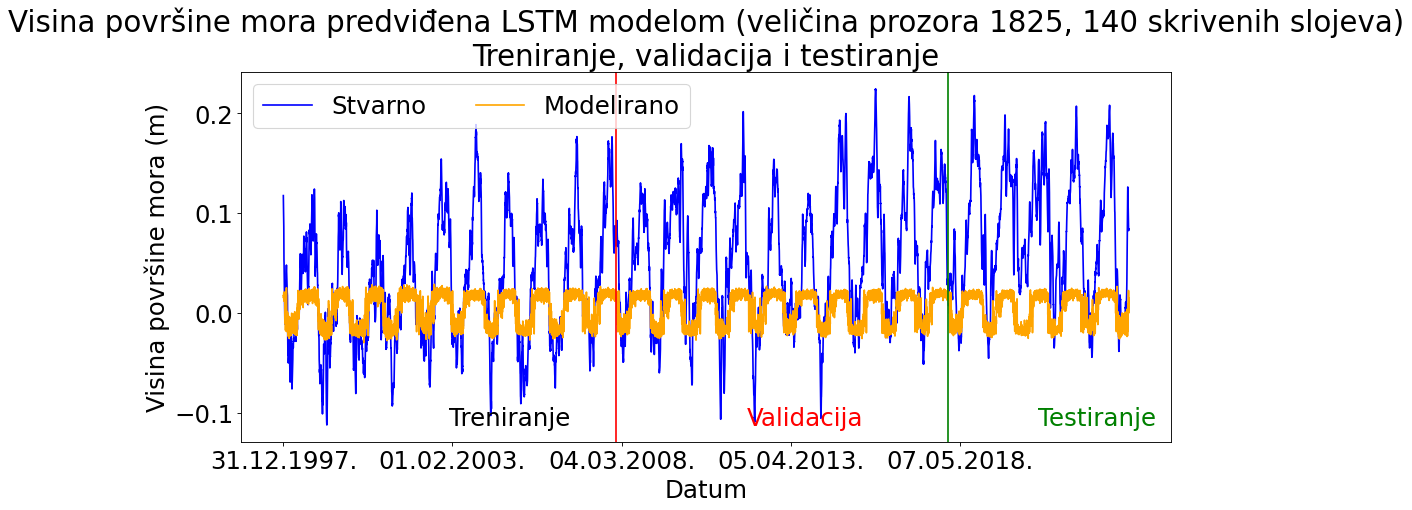 Visina površine mora predviđena LSTM modelom (veličina prozora 1825, 140 skrivenih slojeva)
Treniranje, validacija i testiranje
Stvarno Modelirano
Visina površine mora (m)
0.2
0.1
0.0
−0.1
Treniranje Validacija Testiranje
31.12.1997. 01.02.2003. 04.03.2008. 05.04.2013. 07.05.2018.
Datum